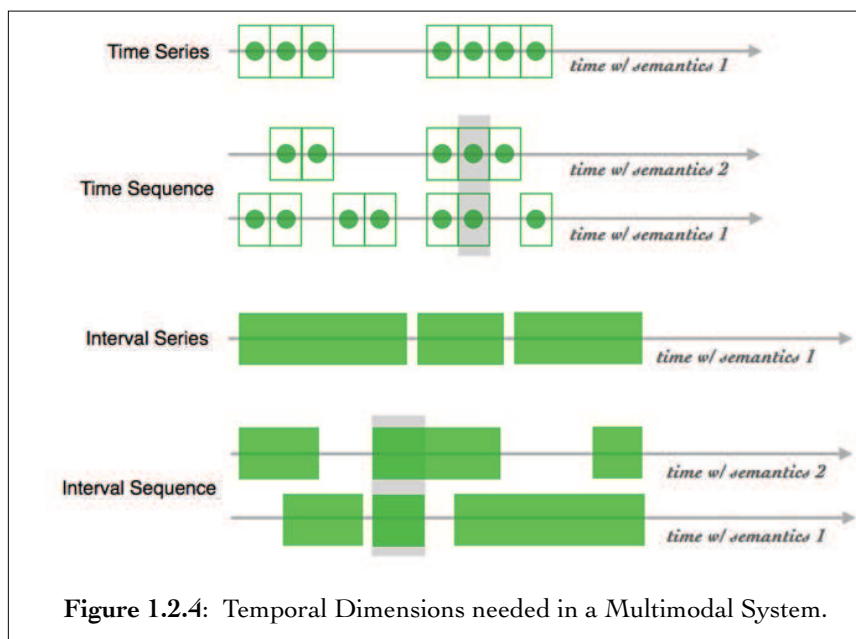 Time Series
time w/ semantics 1
time w/ semantics 2
Time Sequence
time w/ semantics 1
Interval Series
time w/ semantics 1
time w/ semantics 2
Interval Sequence
time w/ semantics 1
Figure 1.2.4: Temporal Dimensions needed in a Multimodal System.